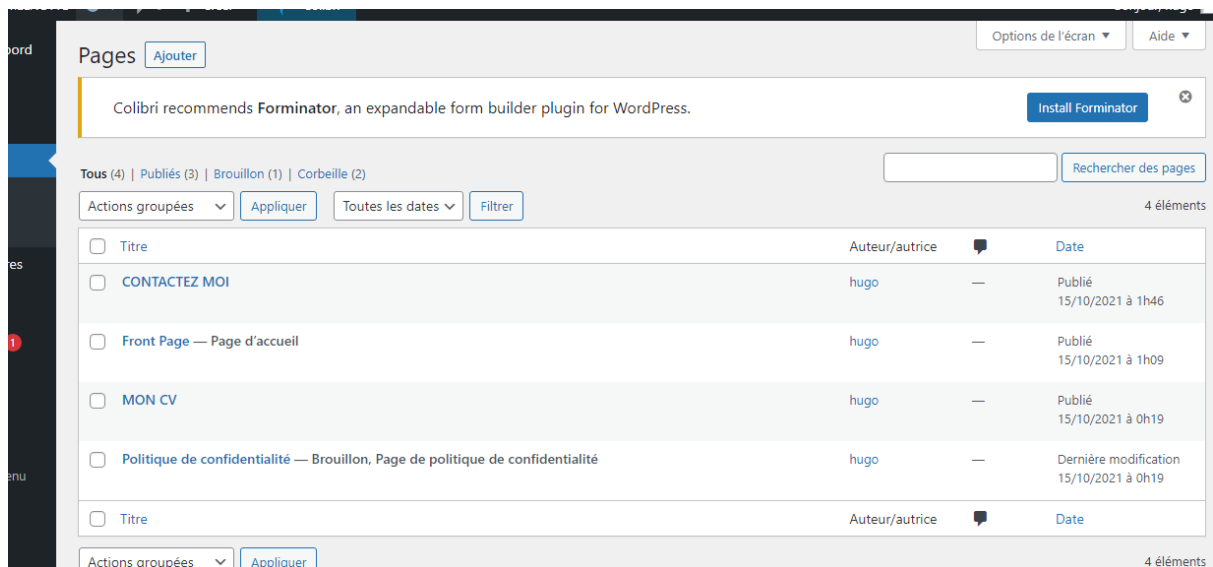 Pages Ajouter
Options de l'écran ▼ Aide ▼
Colibri recommends Forminator, an expandable form builder plugin for WordPress.
Install Forminator
Tous (4) | Publiés (3) | Brouillon (1) | Corbeille (2)
Rechercher des pages
Actions groupées Appliquer Toutes les dates Filtrer
4 éléments
Titre Auteur/autrice Date
CONTACTEZ MOI hugo — Publié
15/10/2021 à 1h46
Front Page — Page d'accueil hugo — Publié
15/10/2021 à 1h09
MON CV hugo — Publié
15/10/2021 à 0h19
Politique de confidentialité — Brouillon, Page de politique de confidentialité hugo — Dernière modification
15/10/2021 à 0h19
Titre Auteur/autrice Date
Actions groupées Appliquer
4 éléments
ord
res
1
enu